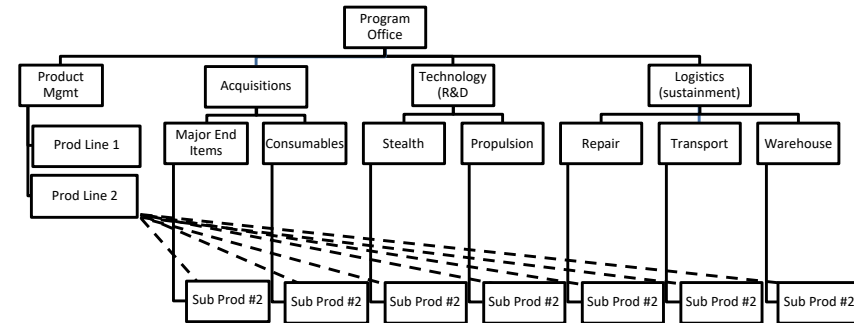 Program
Office
Product
Mgmt
Acquisitions
Technology
(R&D
Logistics
(sustainment)
Prod Line 1
Major End
Items
Consumables
Stealth
Propulsion
Repair
Transport
Warehouse
Prod Line 2
Sub Prod #2
Sub Prod #2
Sub Prod #2
Sub Prod #2
Sub Prod #2
Sub Prod #2
Sub Prod #2